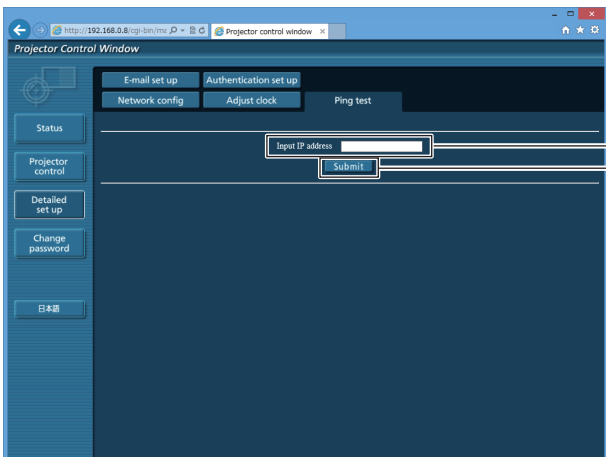 http://192.168.0.8/cgi-bin/ma
Projector control window
Projector Control Window
E-mail set up
Authentication set up
Network config
Adjust clock
Ping test
Status
Input IP address
Submit
Projector
control
Detailed
set up
Change
password
日本語